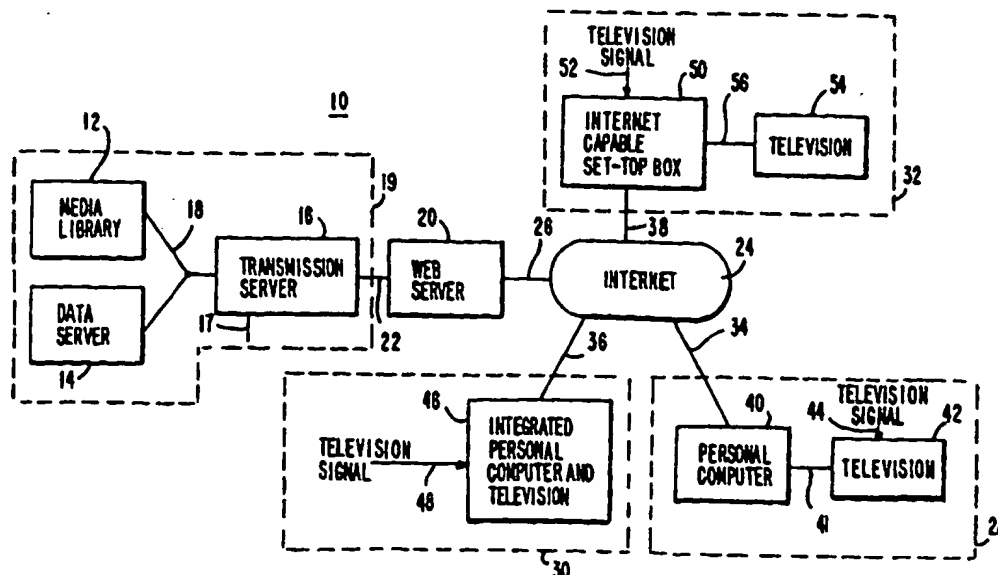 10
12
MEDIA
LIBRARY
18
DATA
SERVER
14
16
TRANSMISSION
SERVER
17
19
20
WEB
SERVER
22
26
INTERNET
24
TELEVISION
SIGNAL
52
50
INTERNET
CAPABLE
SET-TOP BOX
56
54
TELEVISION
32
38
36
34
46
TELEVISION
SIGNAL
48
INTEGRATED
PERSONAL
COMPUTER AND
TELEVISION
30
40
PERSONAL
COMPUTER
41
TELEVISION
SIGNAL
44
42
TELEVISION